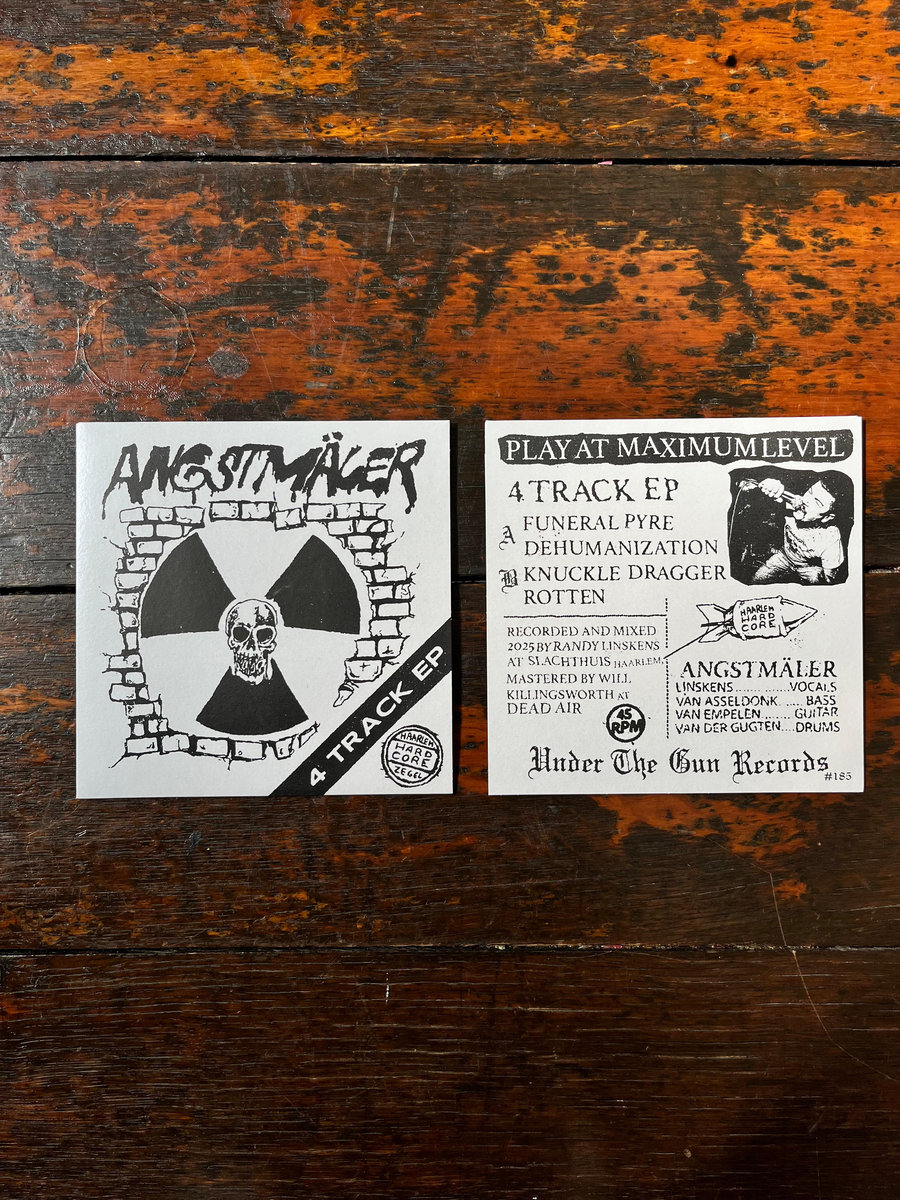 ANGSTMÄLER
4 TRACK EP
HAARLEM
HARD
CORE
ZEGEL
PLAY AT MAXIMUM LEVEL
4 TRACK EP
A FUNERAL PYRE
DEHUMANIZATION
B KNUCKLE DRAGGER
ROTTEN
RECORDED AND MIXED
2025 BY RANDY LINSKENS
AT SLACHTHUIS HAARLEM,
MASTERED BY WILL
KILLINGSWORTH AT
DEAD AIR
45
RPM
HAARLEM
HARD
CORE
ANGSTMÄLER
LINSKENS..............VOCALS
VAN ASSELDONK.....BASS
VAN EMPELEN.......GUITAR
VAN DER GUGTEN....DRUMS
Under The Gun Records
#185